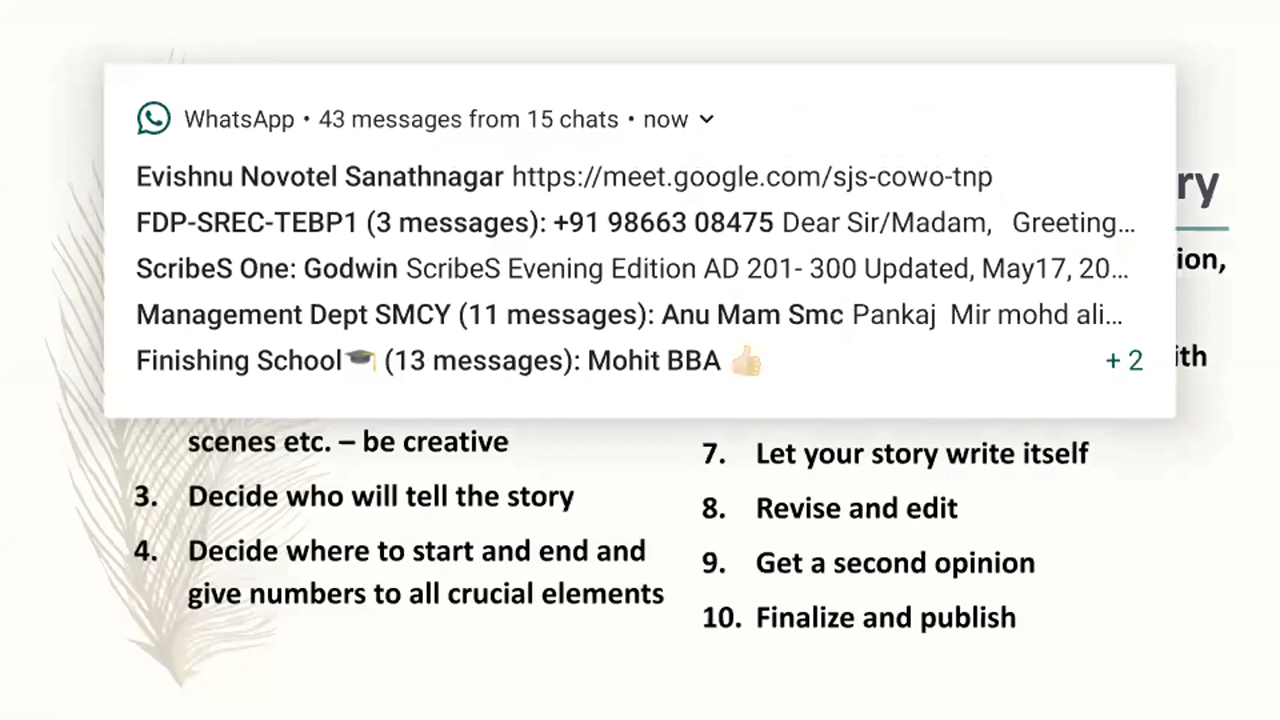 WhatsApp • 43 messages from 15 chats • now
Evishnu Novotel Sanathnagar https://meet.google.com/sjs-cowo-tnp
FDP-SREC-TEBP1 (3 messages): +91 98663 08475 Dear Sir/Madam, Greeting...
ScribeS One: Godwin ScribeS Evening Edition AD 201- 300 Updated, May17, 20...
Management Dept SMCY (11 messages): Anu Mam Smc Pankaj Mir mohd ali...
Finishing School🎓 (13 messages): Mohit BBA 👍🏻
+ 2
ry
ion,
ith
scenes etc. – be creative
3. Decide who will tell the story
4. Decide where to start and end and
give numbers to all crucial elements
7. Let your story write itself
8. Revise and edit
9. Get a second opinion
10. Finalize and publish